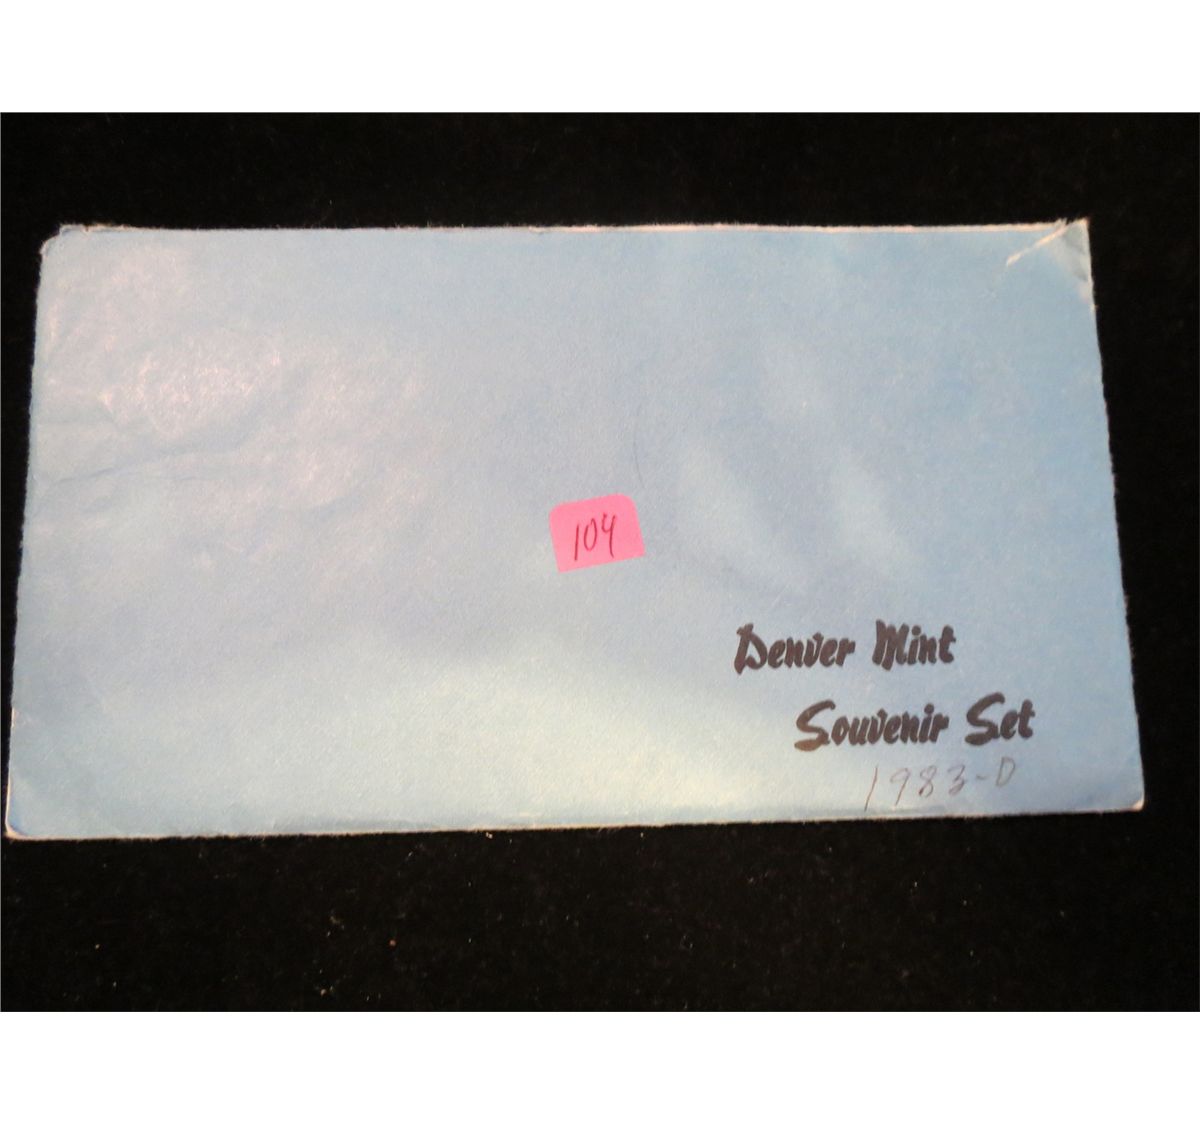 104
Denver Mint
Souvenir Set
1983-D